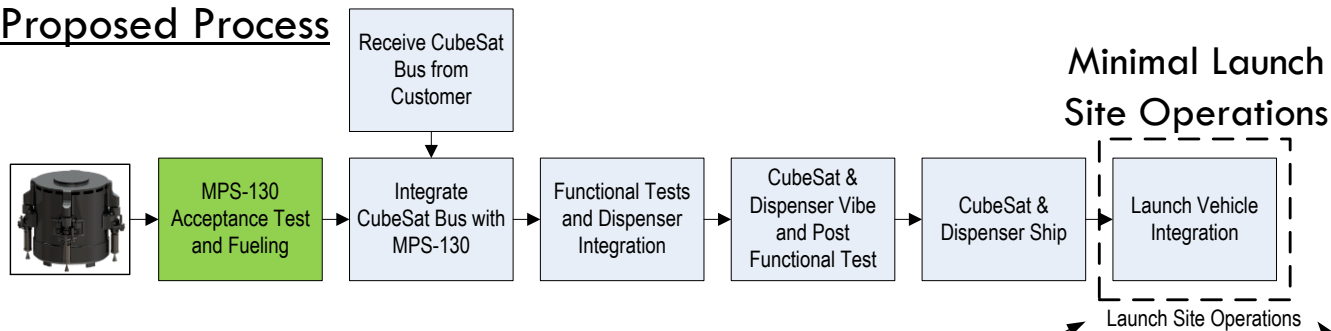 Proposed Process
Receive CubeSat
Bus from
Customer
Minimal Launch
Site Operations
MPS-130
Acceptance Test
and Fueling
Integrate
CubeSat Bus with
MPS-130
Functional Tests
and Dispenser
Integration
CubeSat &
Dispenser Vibe
and Post
Functional Test
CubeSat &
Dispenser Ship
Launch Vehicle
Integration
Launch Site Operations